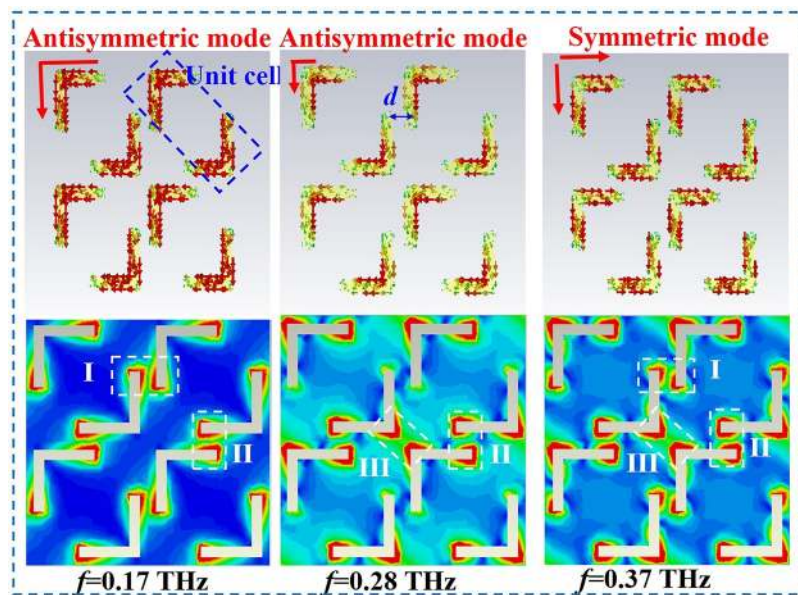 Antisymmetric mode
Antisymmetric mode
Symmetric mode
Unit cell
d
I
II
III
II
I
III
II
f=0.17 THz
f=0.28 THz
f=0.37 THz